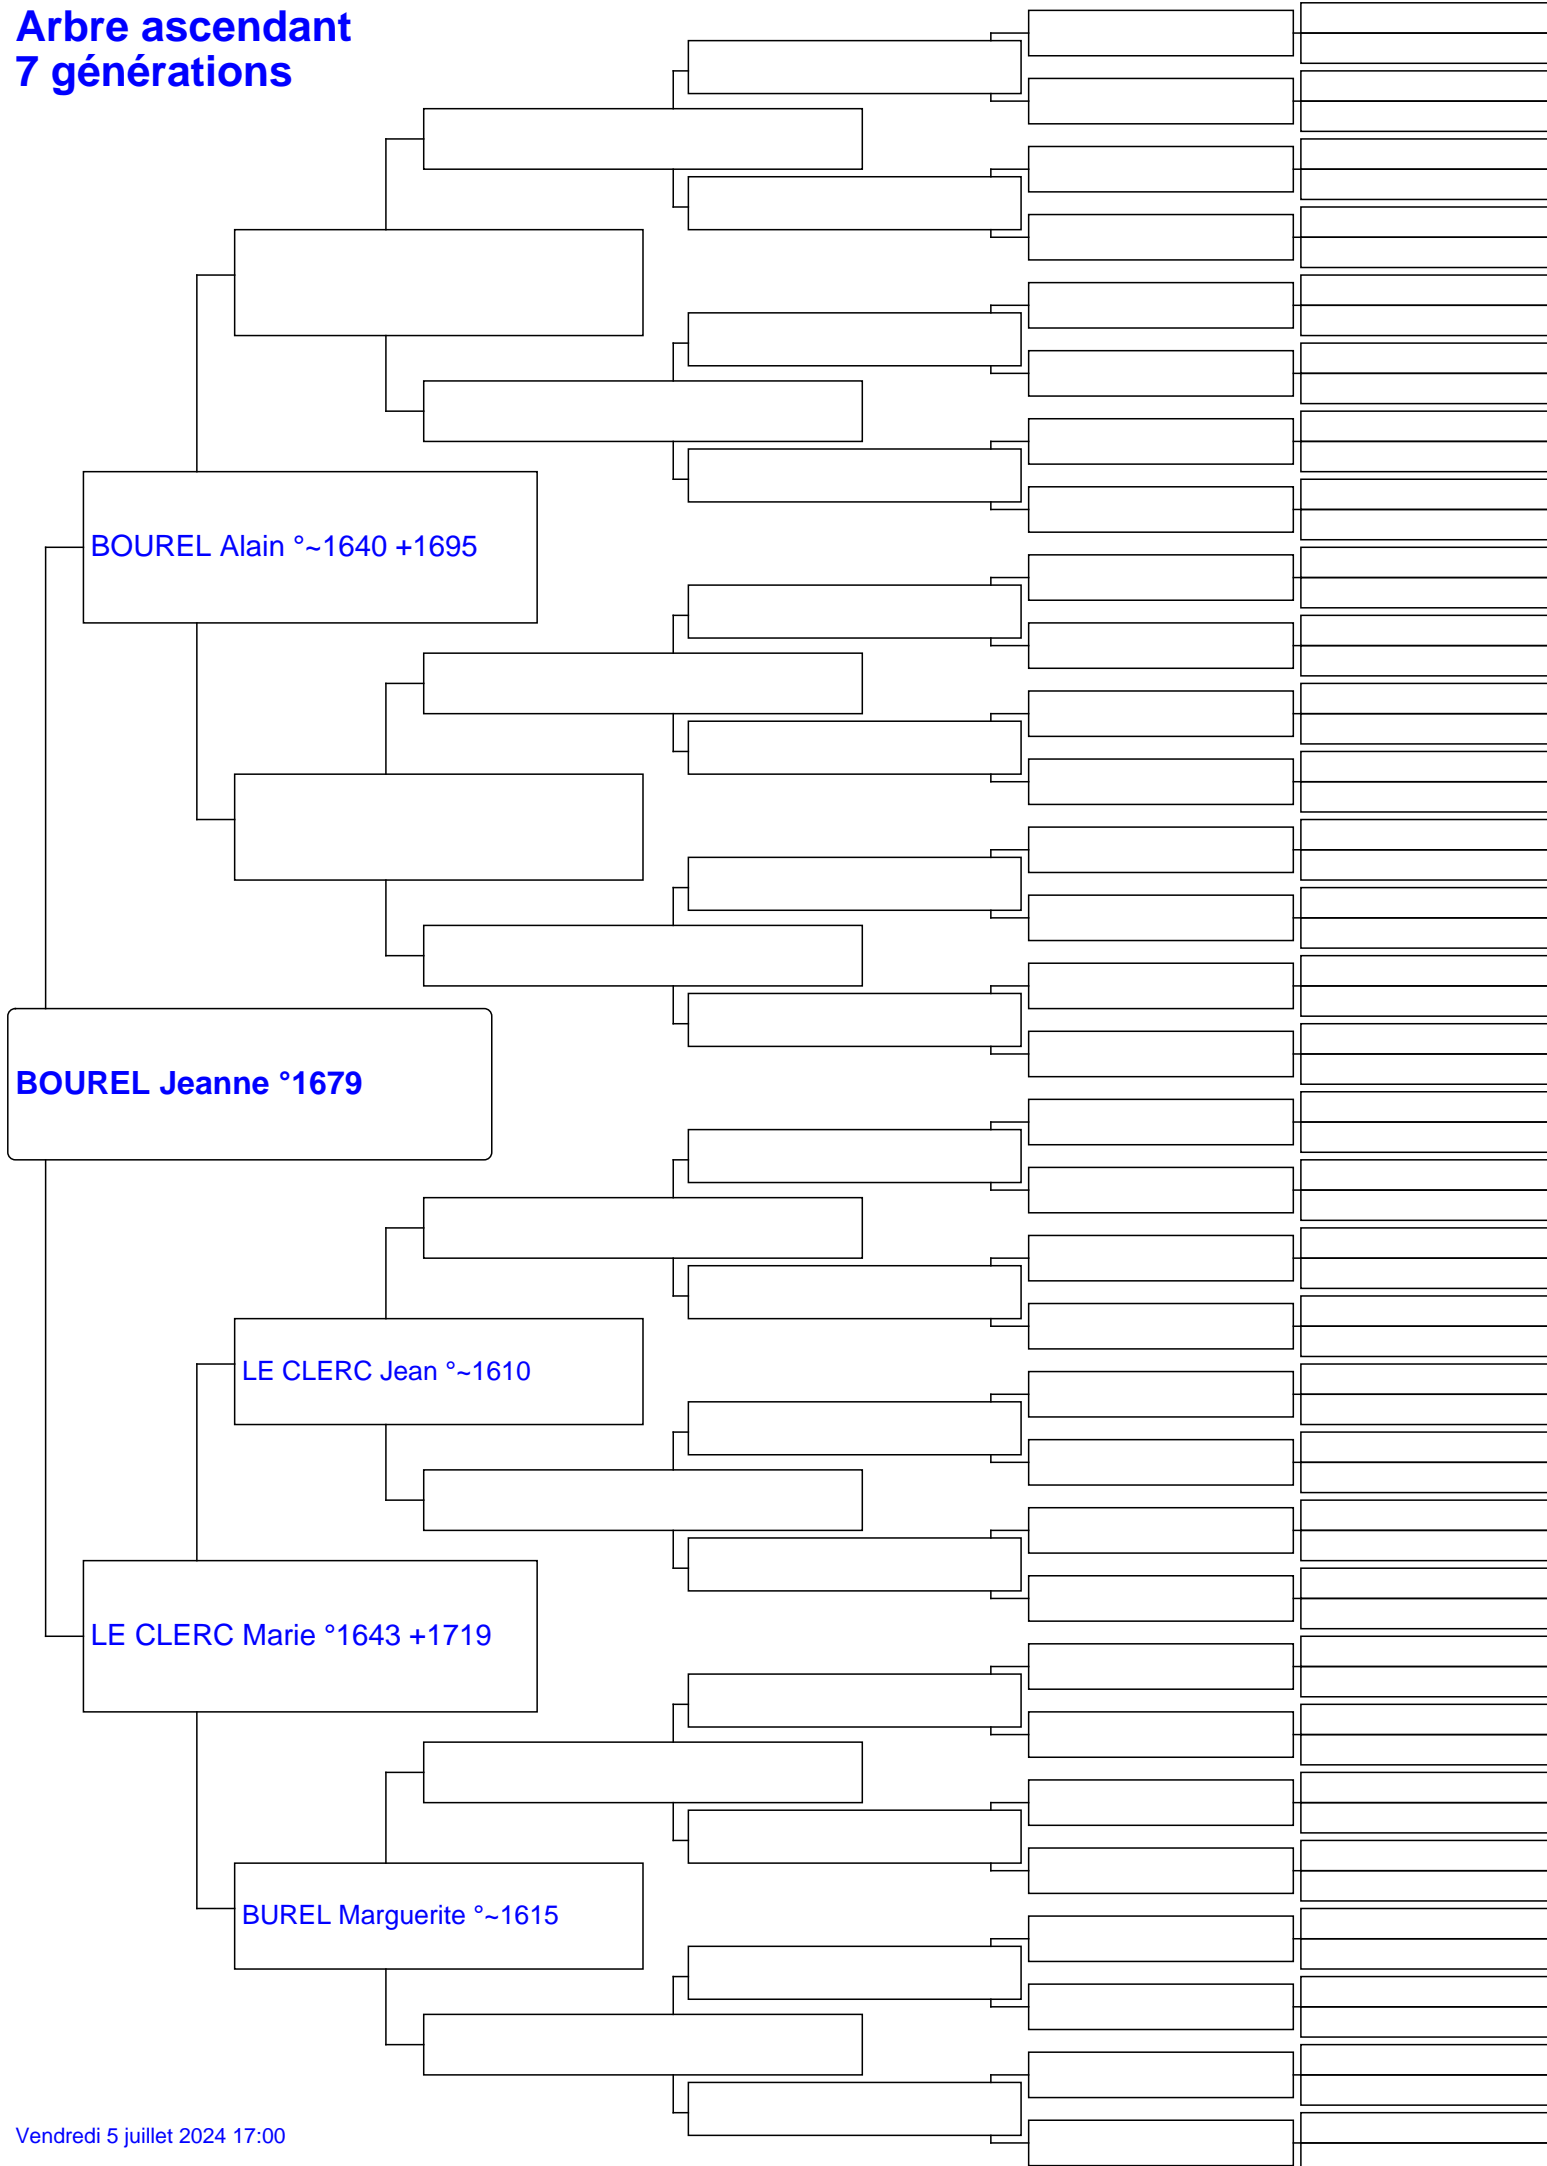 Arbre ascendant
7 générations
BOUREL Alain °~1640 +1695
BOUREL Jeanne °1679
LE CLERC Jean °~1610
LE CLERC Marie °1643 +1719
BUREL Marguerite °~1615
Vendredi 5 juillet 2024 17:00